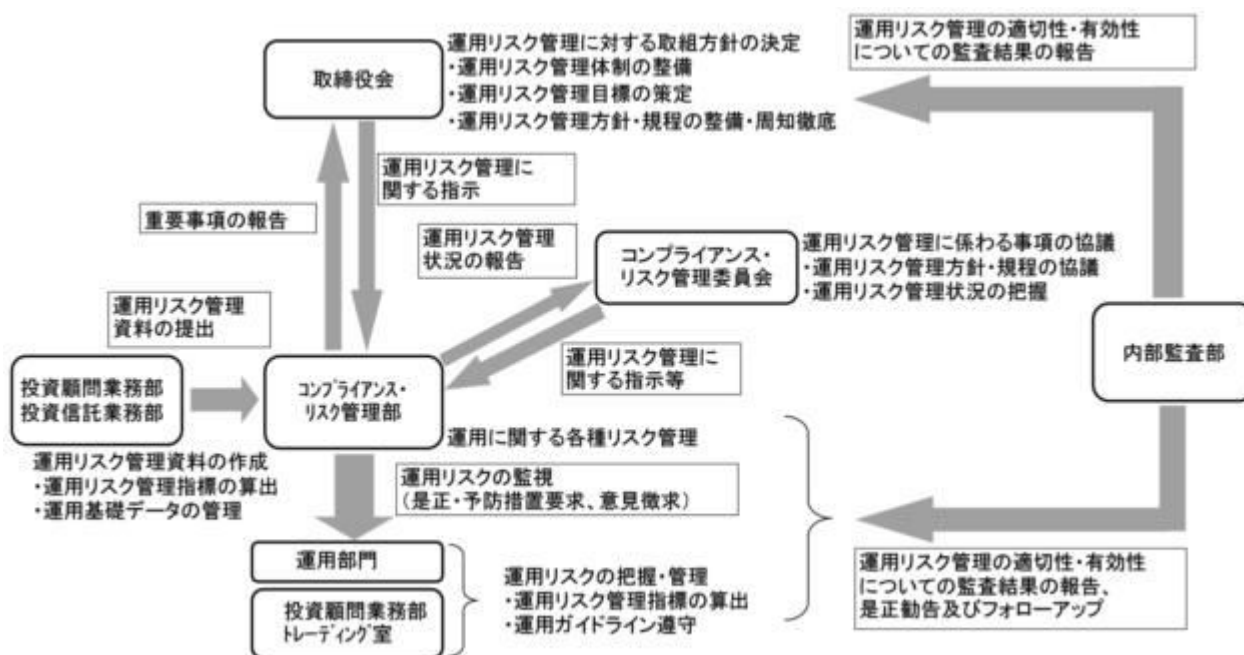 運用リスク管理に対する取組方針の決定
・運用リスク管理体制の整備
・運用リスク管理目標の策定
・運用リスク管理方針・規程の整備・周知徹底
取締役会
運用リスク管理の適切性・有効性
についての監査結果の報告
運用リスク管理に
関する指示
重要事項の報告
運用リスク管理
状況の報告
コンプライアンス・
リスク管理委員会
運用リスク管理に係わる事項の協議
・運用リスク管理方針・規程の協議
・運用リスク管理状況の把握
運用リスク管理
資料の提出
内部監査部
運用リスク管理に
関する指示等
投資顧問業務部
投資信託業務部
コンプライアンス・
リスク管理部
運用に関する各種リスク管理
運用リスク管理資料の作成
・運用リスク管理指標の算出
・運用基礎データの管理
運用リスクの監視
(是正・予防措置要求、意見徴求)
運用部門
投資顧問業務部
トレーディング室
運用リスクの把握・管理
・運用リスク管理指標の算出
・運用ガイドライン遵守
運用リスク管理の適切性・有効性
についての監査結果の報告、
是正勧告及びフォローアップ